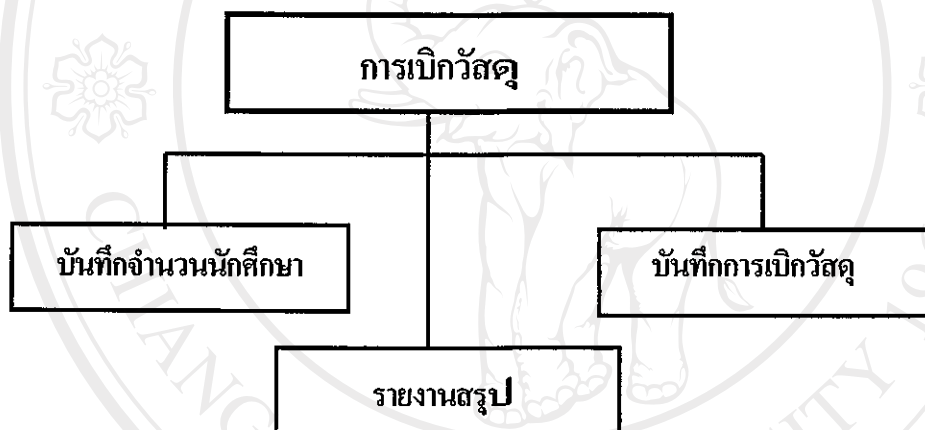 การเบิกวัสดุ
บันทึกจำนวนนักศึกษา
บันทึกการเบิกวัสดุ
รายงานสรุป